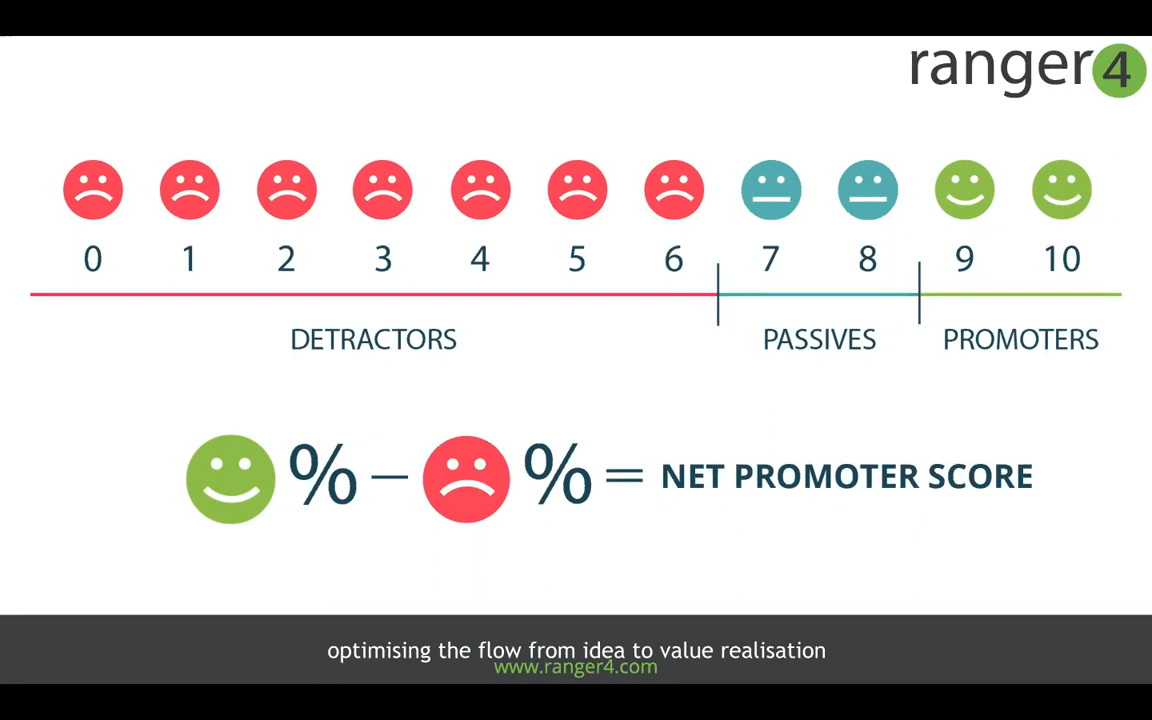 ranger4
0 1 2 3 4 5 6 7 8 9 10
DETRACTORS PASSIVES PROMOTERS
% – % = NET PROMOTER SCORE
optimising the flow from idea to value realisation
www.ranger4.com